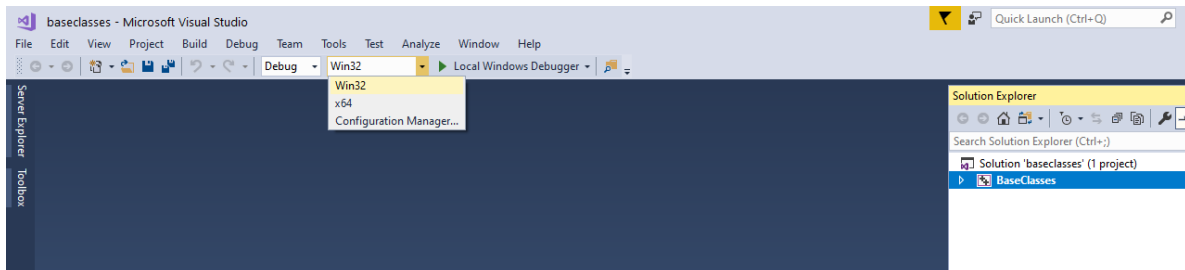 baseclasses - Microsoft Visual Studio
Quick Launch (Ctrl+Q)
File Edit View Project Build Debug Team Tools Test Analyze Window Help
Debug Win32 Local Windows Debugger
Win32
x64
Configuration Manager...
Server Explorer
Toolbox
Solution Explorer
Search Solution Explorer (Ctrl+;)
Solution 'baseclasses' (1 project)
BaseClasses